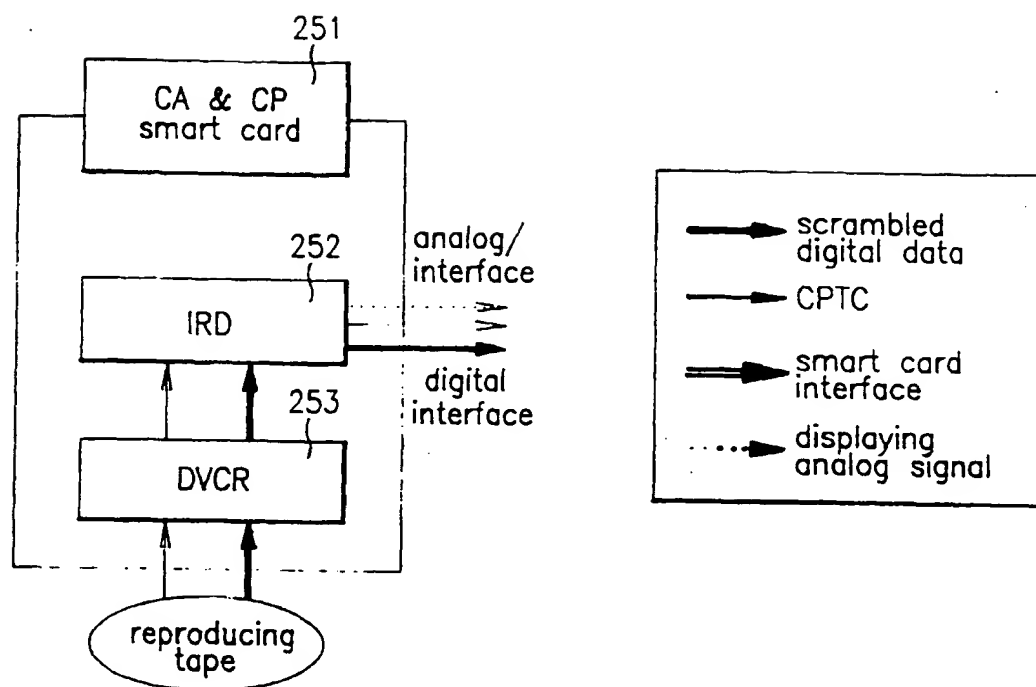 251
CA & CP
smart card
252
IRD
analog/
interface
digital
interface
253
DVCR
reproducing
tape
scrambled
digital data
CPTC
smart card
interface
displaying
analog signal